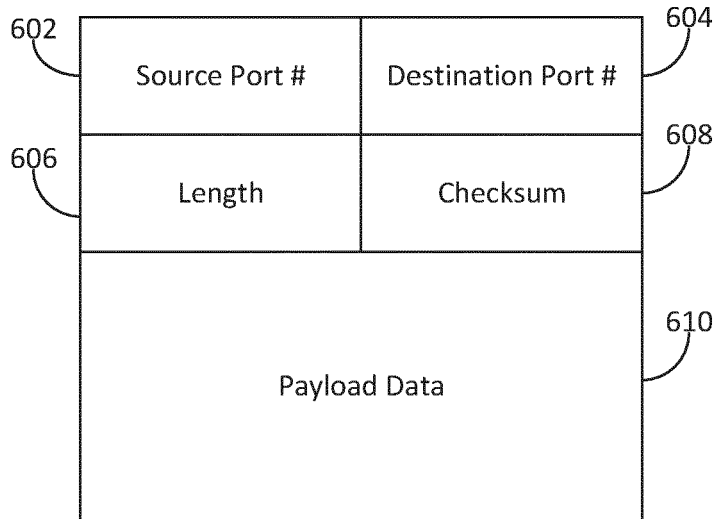 602
604
Source Port #
Destination Port #
606
608
Length
Checksum
610
Payload Data